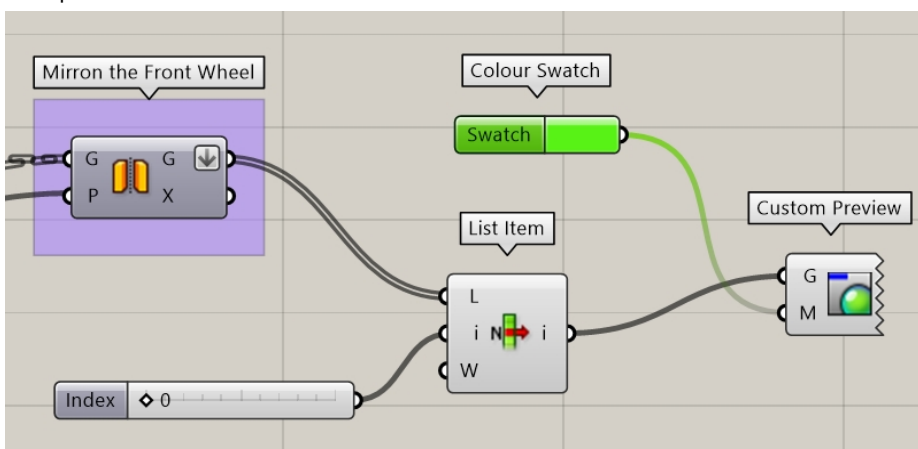 Mirron the Front Wheel
G G
P X
Colour Swatch
Swatch
List Item
L
i N i
W
Index 0
Custom Preview
G
M